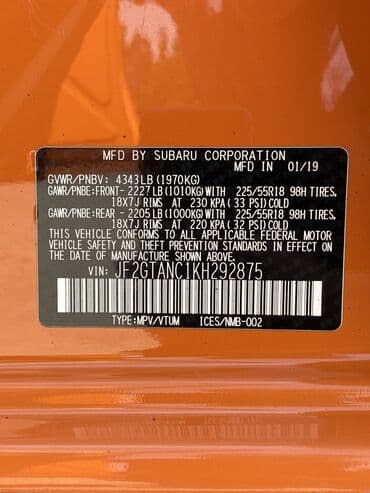 MFD BY SUBARU CORPORATION
MFD IN 01/19
GVWR/PNBV: 4343LB(1970KG)
GAWR/PNBE:FRONT- 2227LB(1010KG)WITH 225/55R18 98H TIRES,
18X7J RIMS AT 230 KPA(33 PSI)COLD
GAWR/PNBE:REAR - 2205LB(1000KG)WITH 225/55R18 98H TIRES,
18X7J RIMS AT 220 KPA(32 PSI)COLD
THIS VEHICLE CONFORMS TO ALL APPLICABLE FEDERAL MOTOR
VEHICLE SAFETY, BUMPER, AND THEFT PREVENTION STANDARDS
IN EFFECT ON THE DATE OF MANUFACTURE SHOWN ABOVE.
VIN: JF2GTANC1KH292875
TYPE:MPV/VTUM ICES/NMB-002